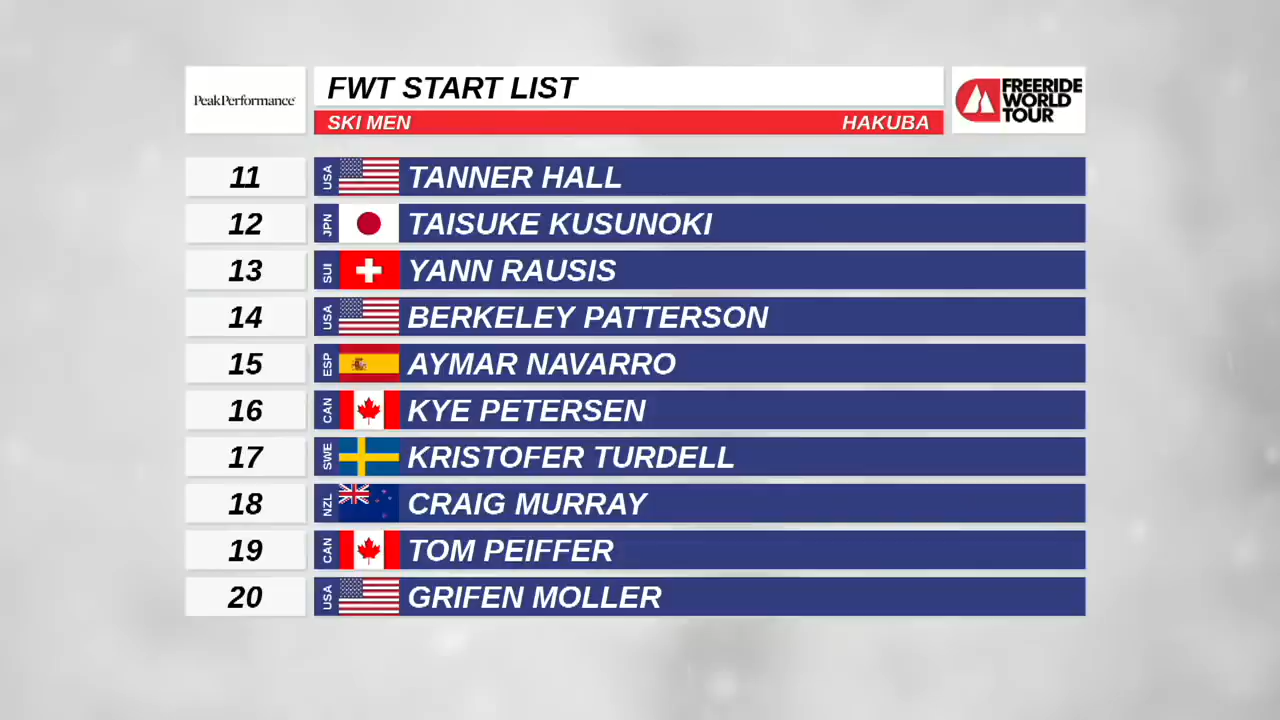 PeakPerformance
FWT START LIST
SKI MEN HAKUBA
FREERIDE
WORLD
TOUR
11 USA TANNER HALL
12 JPN TAISUKE KUSUNOKI
13 SUI YANN RAUSIS
14 USA BERKELEY PATTERSON
15 ESP AYMAR NAVARRO
16 CAN KYE PETERSEN
17 SWE KRISTOFER TURDELL
18 NZL CRAIG MURRAY
19 CAN TOM PEIFFER
20 USA GRIFEN MOLLER